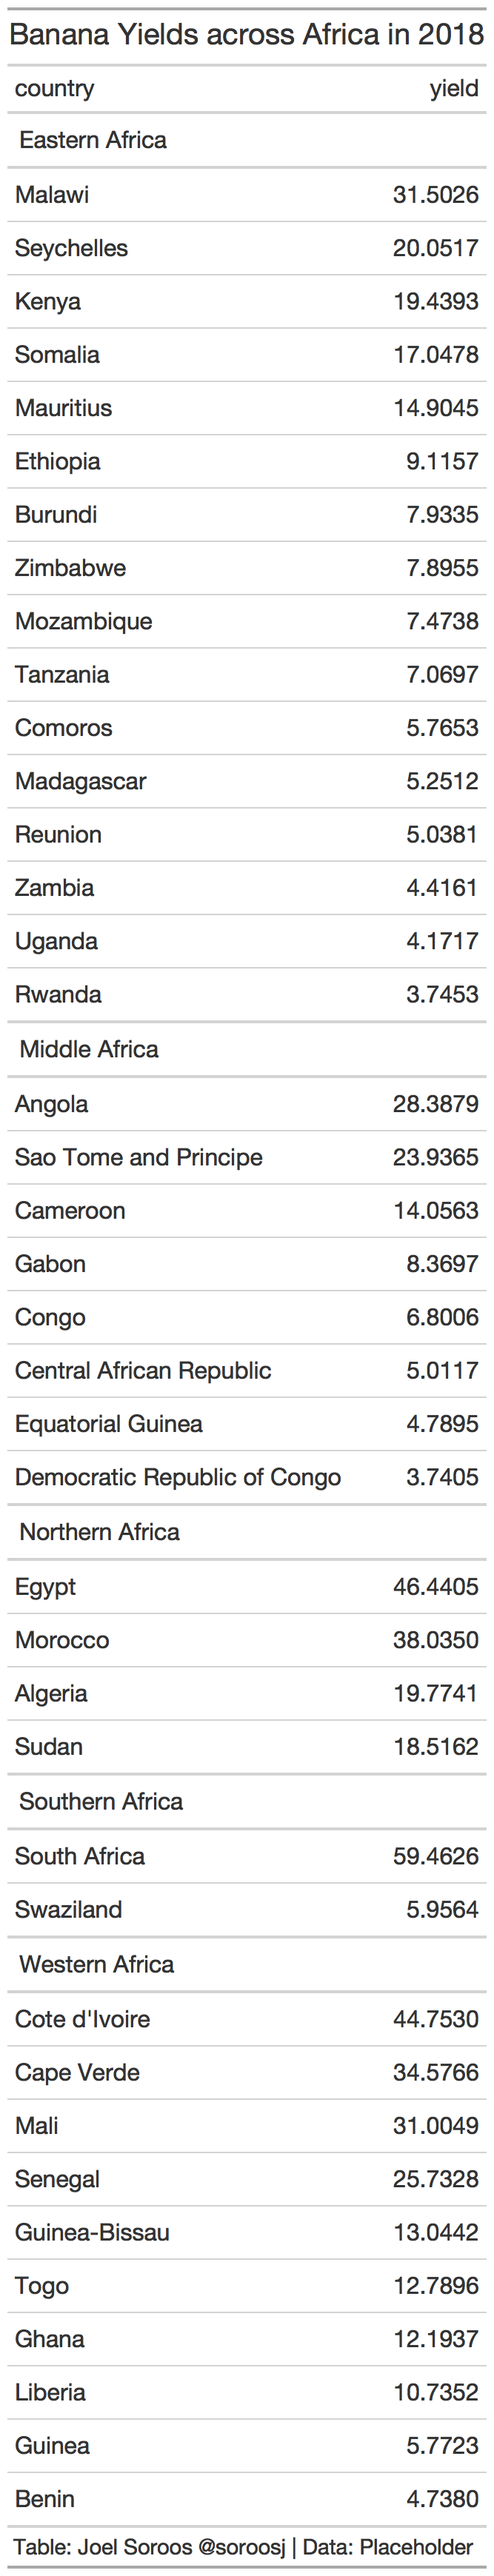 Banana Yields across Africa in 2018
country yield
Eastern Africa
Malawi 31.5026
Seychelles 20.0517
Kenya 19.4393
Somalia 17.0478
Mauritius 14.9045
Ethiopia 9.1157
Burundi 7.9335
Zimbabwe 7.8955
Mozambique 7.4738
Tanzania 7.0697
Comoros 5.7653
Madagascar 5.2512
Reunion 5.0381
Zambia 4.4161
Uganda 4.1717
Rwanda 3.7453
Middle Africa
Angola 28.3879
Sao Tome and Principe 23.9365
Cameroon 14.0563
Gabon 8.3697
Congo 6.8006
Central African Republic 5.0117
Equatorial Guinea 4.7895
Democratic Republic of Congo 3.7405
Northern Africa
Egypt 46.4405
Morocco 38.0350
Algeria 19.7741
Sudan 18.5162
Southern Africa
South Africa 59.4626
Swaziland 5.9564
Western Africa
Cote d'Ivoire 44.7530
Cape Verde 34.5766
Mali 31.0049
Senegal 25.7328
Guinea-Bissau 13.0442
Togo 12.7896
Ghana 12.1937
Liberia 10.7352
Guinea 5.7723
Benin 4.7380
Table: Joel Soroos @soroosj | Data: Placeholder